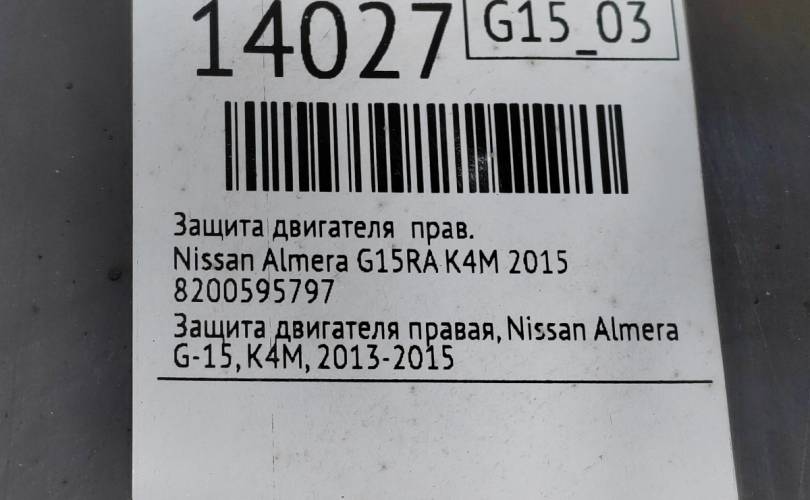 14027 G15_03
Защита двигателя прав.
Nissan Almera G15RA K4M 2015
8200595797
Защита двигателя правая, Nissan Almera
G-15, K4M, 2013-2015